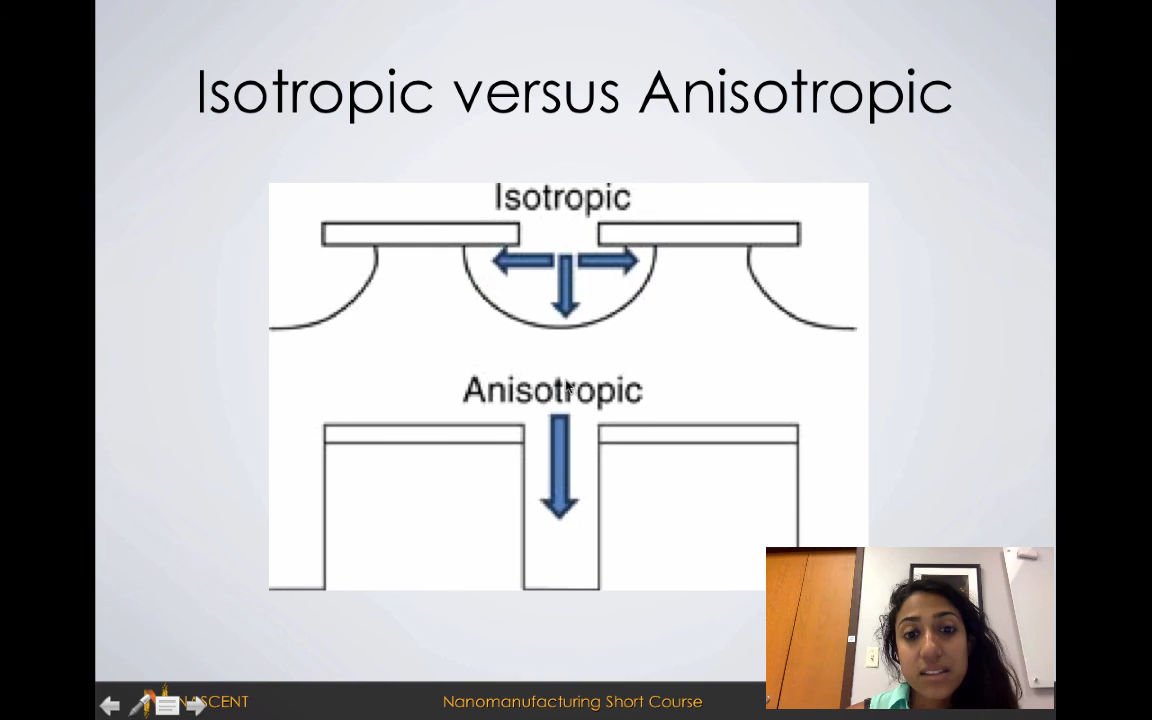 Isotropic versus Anisotropic
Isotropic
Anisotropic
NASCENT
Nanomanufacturing Short Course